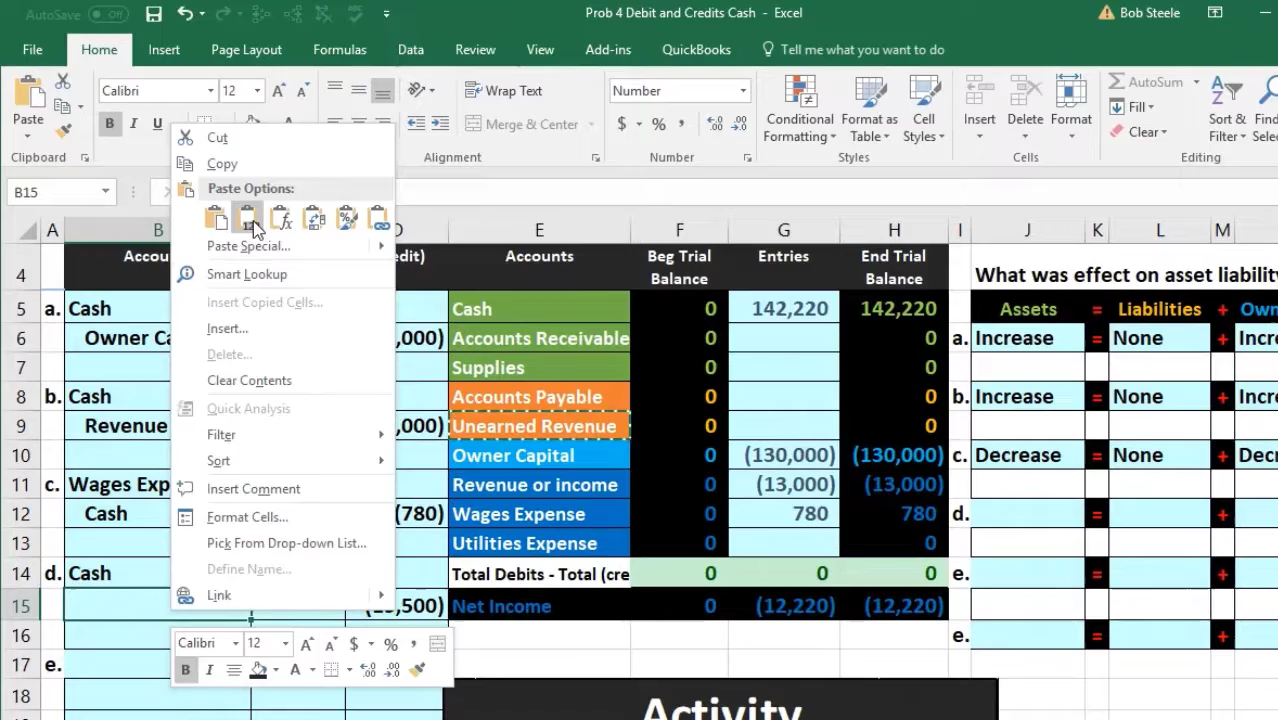 AutoSave Off Prob 4 Debit and Credits Cash - Excel Bob Steele
File Home Insert Page Layout Formulas Data Review View Add-ins QuickBooks Tell me what you want to do
Paste Calibri 12 A A Wrap Text Number Conditional Formatting Format as Table Cell Styles Insert Delete Format AutoSum Sort & Filter
B I U Merge & Center $ % , Fill
Clear
Clipboard Alignment Number Styles Cells Editing
B15
Cut
Copy
Paste Options:
Paste Special...
Smart Lookup
Insert Copied Cells...
Insert...
Delete...
Clear Contents
Quick Analysis
Filter
Sort
Insert Comment
Format Cells...
Pick From Drop-down List...
Define Name...
Link
Calibri 12 A A $ % ,
B I A
A B E F G H I J K L M
4 Accounts Beg Trial Balance Entries End Trial Balance What was effect on asset liability
5 a. Cash Cash 0 142,220 142,220 Assets = Liabilities +
6 Owner Ca ,000) Accounts Receivable 0 0 a. Increase = None + Incr
7 Supplies 0 0
8 b. Cash Accounts Payable 0 0 b. Increase = None + Incr
9 Revenue ,000) Unearned Revenue 0 0
10 Owner Capital 0 (130,000) (130,000) c. Decrease = None + Decr
11 c. Wages Exp Revenue or income 0 (13,000) (13,000)
12 Cash (780) Wages Expense 0 780 780 d. = +
13 Utilities Expense 0
14 d. Cash Total Debits - Total (cre 0 0 0 e. = +
15 ,500) Net Income 0 (12,220) (12,220)
16 e. = +
17 e.
18 Activity